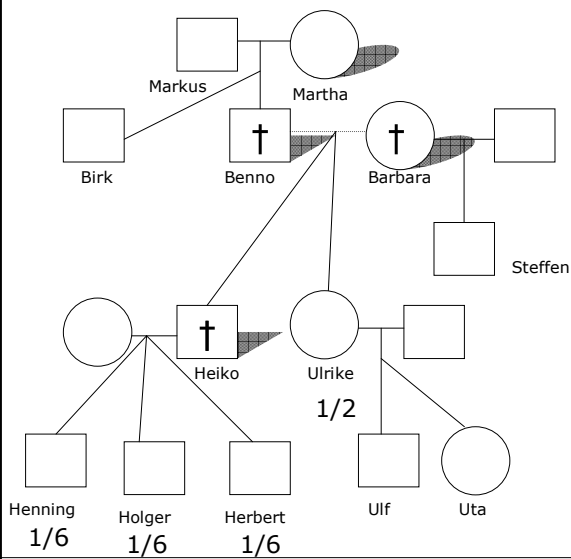 Markus
Martha
Birk
Benno
Barbara
Steffen
Heiko
Ulrike
1/2
Henning
Holger
Herbert
Ulf
Uta
1/6
1/6
1/6